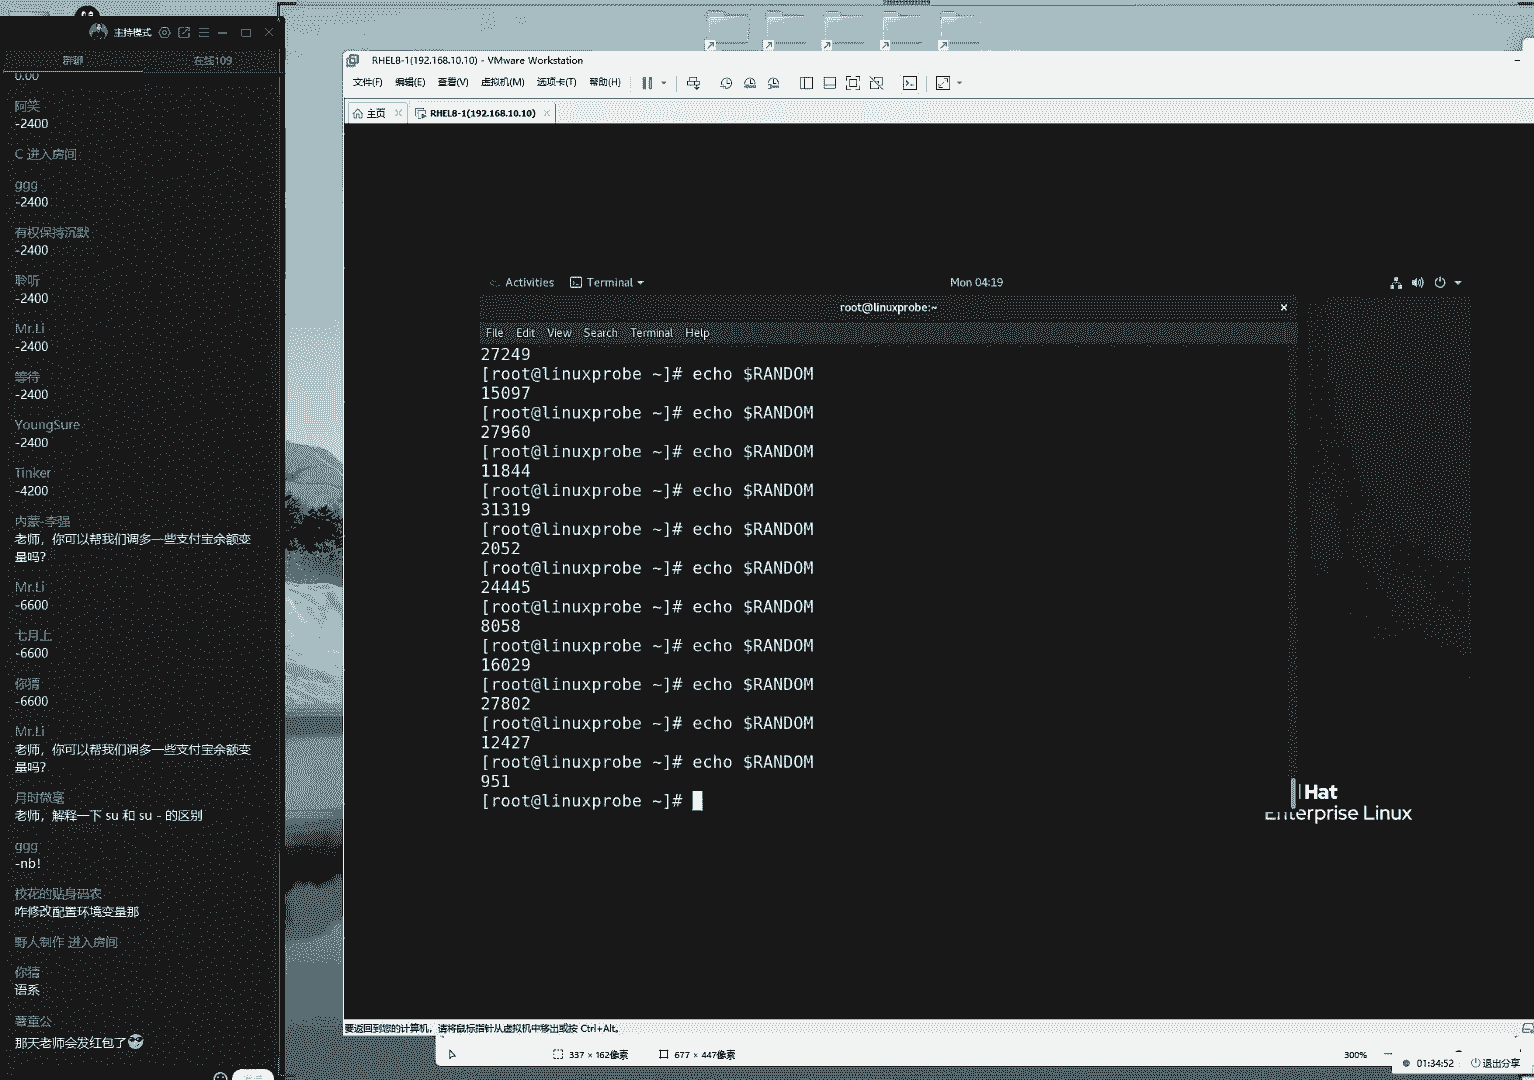 主持模式
群聊
在线109
0.00
阿笑
-2400
C 进入房间
ggg
-2400
有权保持沉默
-2400
聆听
-2400
Mr.Li
-2400
等待
-2400
YoungSure
-2400
Tinker
-4200
内蒙-李强
老师，你可以帮我们调多一些支付宝余额变
量吗？
Mr.Li
-6600
七月上
-6600
你猜
-6600
Mr.Li
老师，你可以帮我们调多一些支付宝余额变
量吗？
月时微毫
老师，解释一下 su 和 su - 的区别
ggg
-nb!
校花的贴身码农
咋修改配置环境变量那
野人制作 进入房间
你猜
语系
薯童公
那天老师会发红包了😎
RHEL8-1(192.168.10.10) - VMware Workstation
文件(F) 编辑(E) 查看(V) 虚拟机(M) 选项卡(T) 帮助(H)
主页
RHEL8-1(192.168.10.10)
Activities Terminal
Mon 04:19
root@linuxprobe:~
File Edit View Search Terminal Help
27249
[root@linuxprobe ~]# echo $RANDOM
15097
[root@linuxprobe ~]# echo $RANDOM
27960
[root@linuxprobe ~]# echo $RANDOM
11844
[root@linuxprobe ~]# echo $RANDOM
31319
[root@linuxprobe ~]# echo $RANDOM
2052
[root@linuxprobe ~]# echo $RANDOM
24445
[root@linuxprobe ~]# echo $RANDOM
8058
[root@linuxprobe ~]# echo $RANDOM
16029
[root@linuxprobe ~]# echo $RANDOM
27802
[root@linuxprobe ~]# echo $RANDOM
12427
[root@linuxprobe ~]# echo $RANDOM
951
[root@linuxprobe ~]#
Hat
Enterprise Linux
要返回到您的计算机，请将鼠标指针从虚拟机中移出或按 Ctrl+Alt。
337 × 162像素
677 × 447像素
300%
01:34:52
退出分享